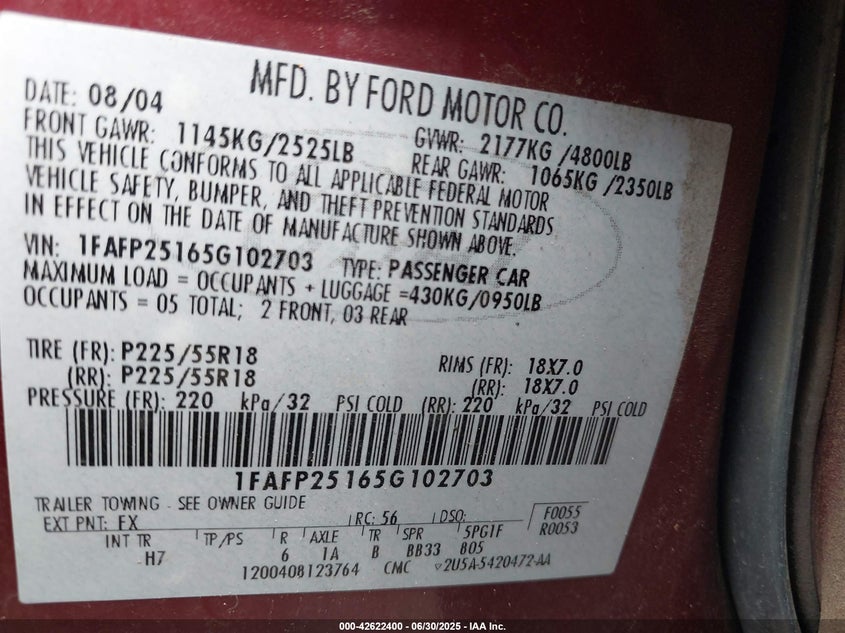 MFD. BY FORD MOTOR CO.
DATE: 08/04
GVWR: 2177KG/4800LB
FRONT GAWR: 1145KG/2525LB
REAR GAWR: 1065KG/2350LB
THIS VEHICLE CONFORMS TO ALL APPLICABLE FEDERAL MOTOR
VEHICLE SAFETY, BUMPER, AND THEFT PREVENTION STANDARDS
IN EFFECT ON THE DATE OF MANUFACTURE SHOWN ABOVE.
VIN: 1FAFP25165G102703 TYPE: PASSENGER CAR
MAXIMUM LOAD = OCCUPANTS + LUGGAGE =430KG/0950LB
OCCUPANTS = 05 TOTAL; 2 FRONT, 03 REAR
TIRE (FR): P225/55R18 RIMS (FR): 18X7.0
(RR): P225/55R18 (RR): 18X7.0
PRESSURE (FR): 220 kPa/32 PSI COLD (RR): 220 kPa/32 PSI COLD
1FAFP25165G102703
TRAILER TOWING - SEE OWNER GUIDE
EXT PNT: FX RC: 56 DSO: F0055
INT TR TP/PS R AXLE TR SPR 5PG1F R0053
H7 6 1A B BB33 805
1200408123764 CMC ▽2U5A-5420472-AA
000-42622400 - 06/30/2025 - IAA Inc.